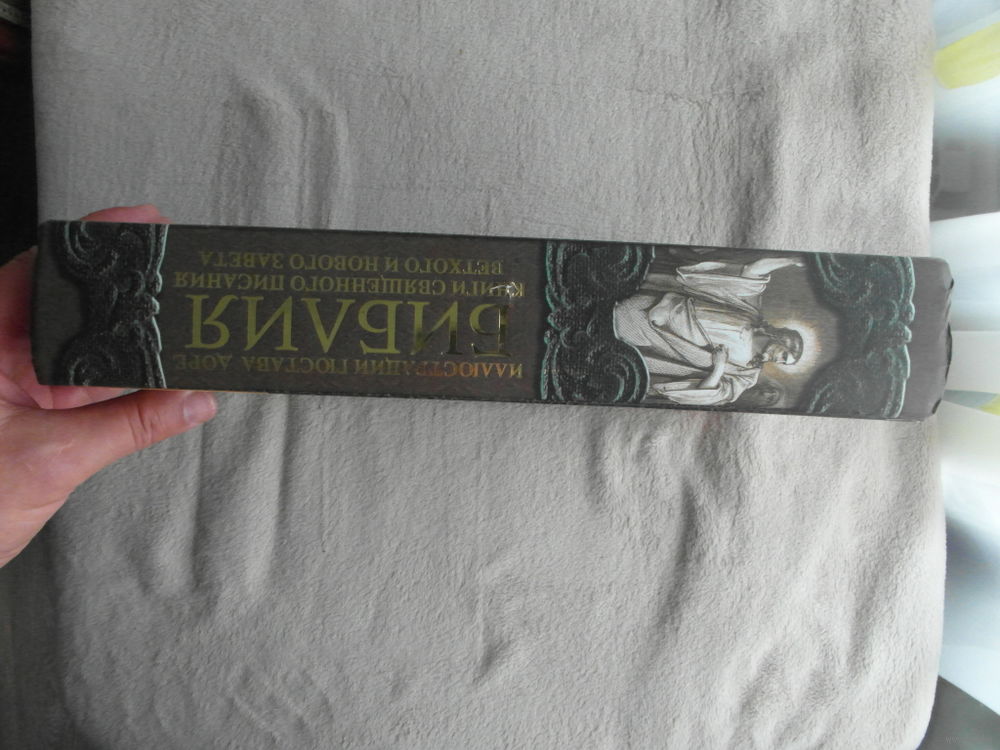 ИЛЛЮСТРАЦИИ ГЮСТАВА ДОРЕ
БИБЛИЯ
КНИГИ СВЯЩЕННОГО ПИСАНИЯ
ВЕТХОГО И НОВОГО ЗАВЕТА